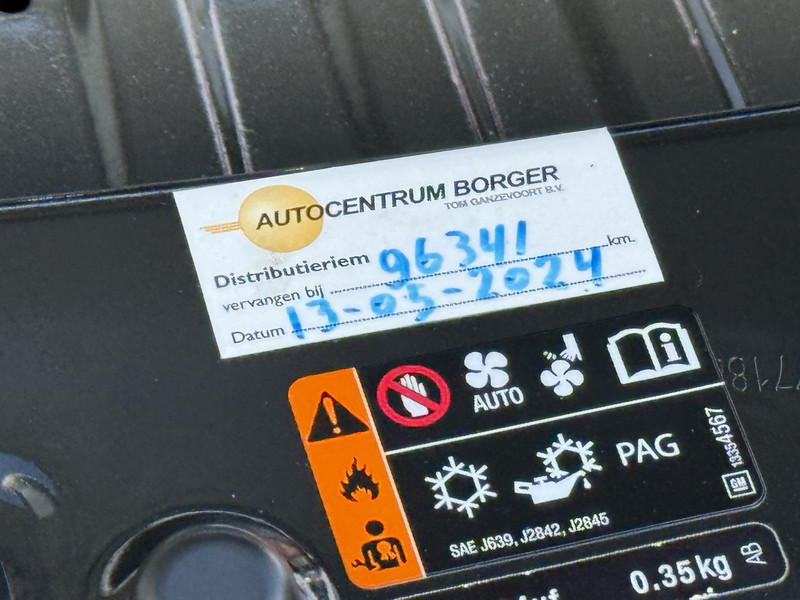 AUTOCENTRUM BORGER
TOM GANZEVOORT B.V.
Distributieriem
vervangen bij 96341 km.
Datum 13-05-2024
AUTO
PAG
13354567
GM
SAE J639, J2842, J2845
0.35kg
AB